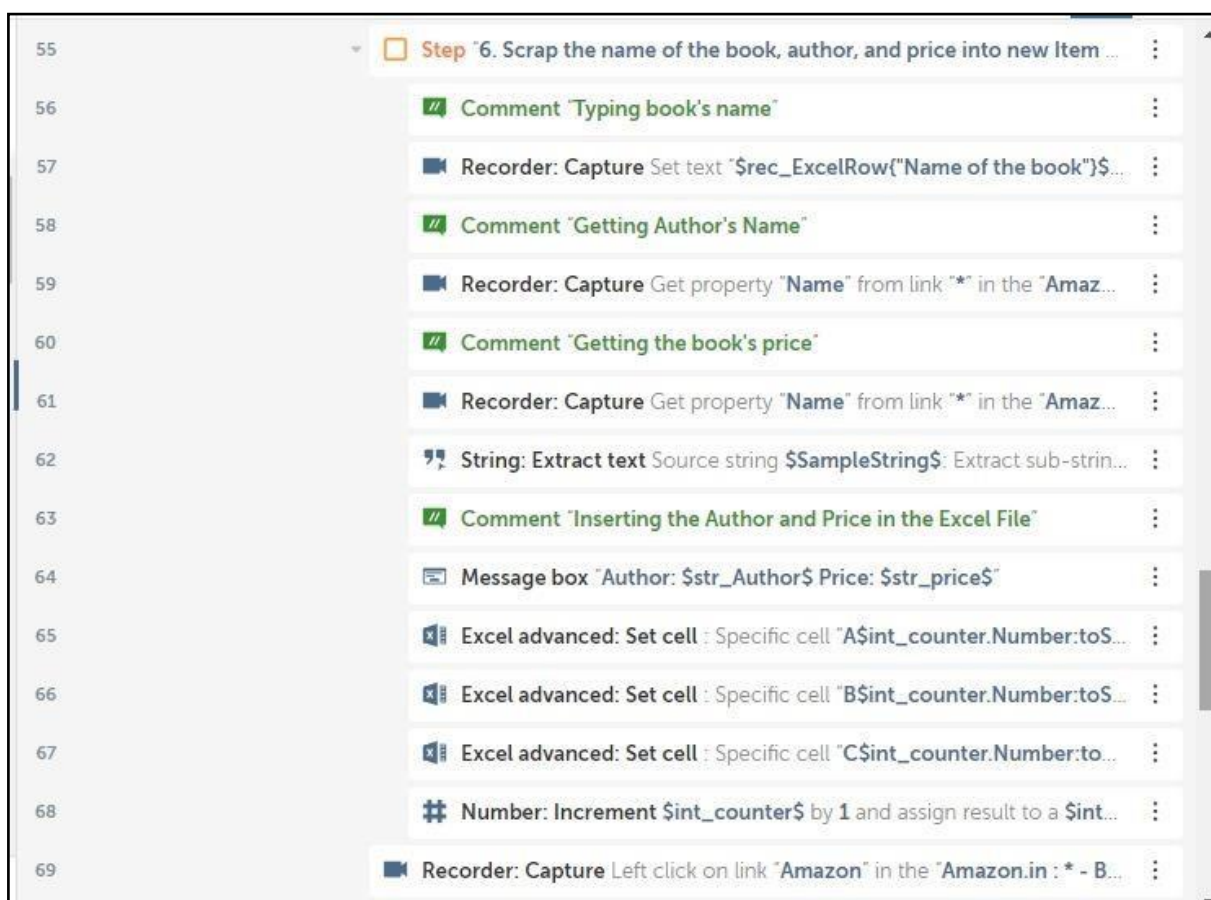 55 Step "6. Scrap the name of the book, author, and price into new Item ...
56 Comment "Typing book's name"
57 Recorder: Capture Set text "$rec_ExcelRow{"Name of the book"}$...
58 Comment "Getting Author's Name"
59 Recorder: Capture Get property "Name" from link "*" in the "Amaz...
60 Comment "Getting the book's price"
61 Recorder: Capture Get property "Name" from link "*" in the "Amaz...
62 String: Extract text Source string $SampleString$: Extract sub-strin...
63 Comment "Inserting the Author and Price in the Excel File"
64 Message box "Author: $str_Author$ Price: $str_price$"
65 Excel advanced: Set cell : Specific cell "A$int_counter.Number:toS...
66 Excel advanced: Set cell : Specific cell "B$int_counter.Number:toS...
67 Excel advanced: Set cell : Specific cell "C$int_counter.Number:to...
68 Number: Increment $int_counter$ by 1 and assign result to a $int...
69 Recorder: Capture Left click on link "Amazon" in the "Amazon.in : * - B...